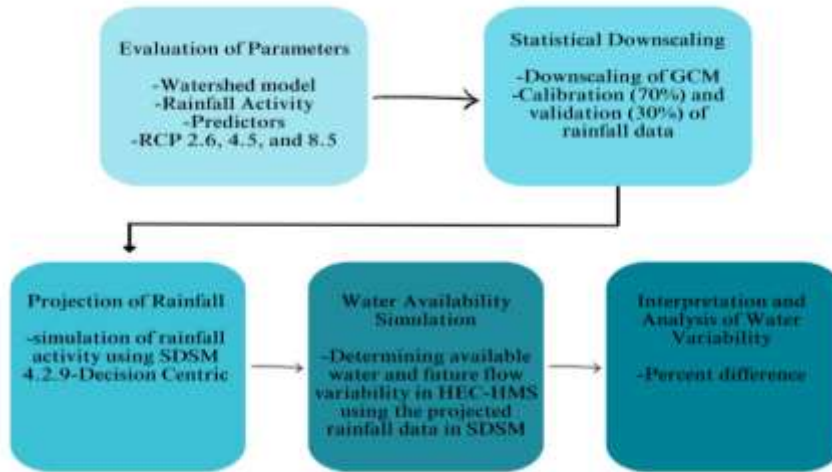 Evaluation of Parameters
-Watershed model
-Rainfall Activity
-Predictors
-RCP 2.6, 4.5, and 8.5
Statistical Downscaling
-Downscaling of GCM
-Calibration (70%) and
validation (30%) of
rainfall data
Projection of Rainfall
-simulation of rainfall
activity using SDSM
4.2.9-Decision Centric
Water Availability
Simulation
-Determining available
water and future flow
variability in HEC-HMS
using the projected
rainfall data in SDSM
Interpretation and
Analysis of Water
Variability
-Percent difference